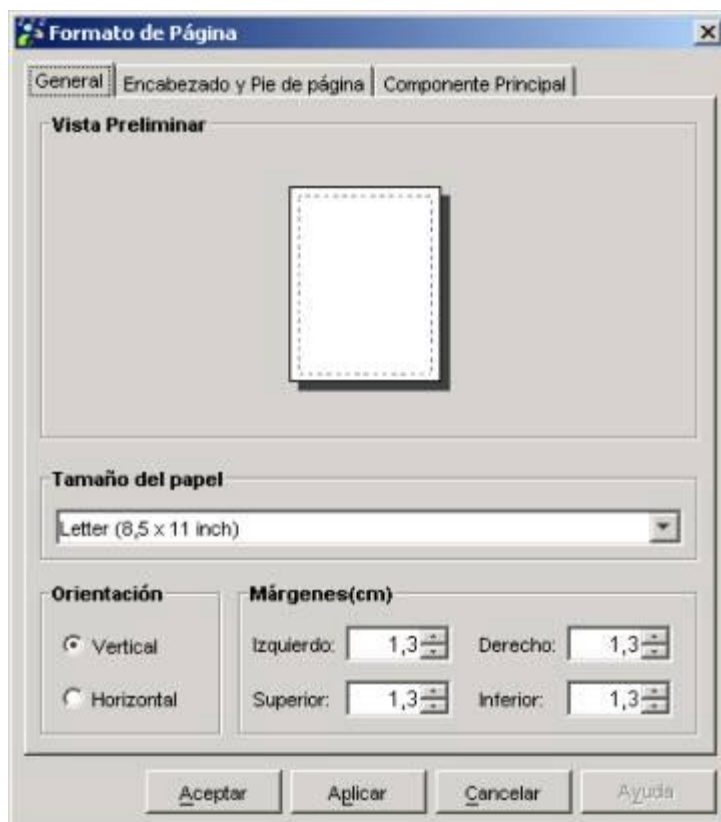 Formato de Página
General Encabezado y Pie de página Componente Principal
Vista Preliminar
Tamaño del papel
Letter (8,5 x 11 inch)
Orientación
Vertical
Horizontal
Márgenes(cm)
Izquierdo: 1,3 Derecho: 1,3
Superior: 1,3 Inferior: 1,3
Aceptar Aplicar Cancelar Ayuda